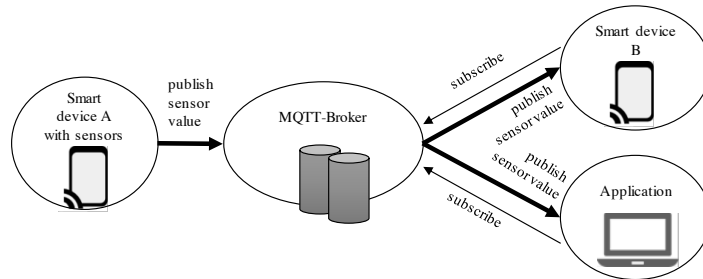 Smart
device A
with sensors
publish
sensor
value
MQTT-Broker
subscribe
publish
sensor value
Smart device
B
publish
sensor value
subscribe
Application